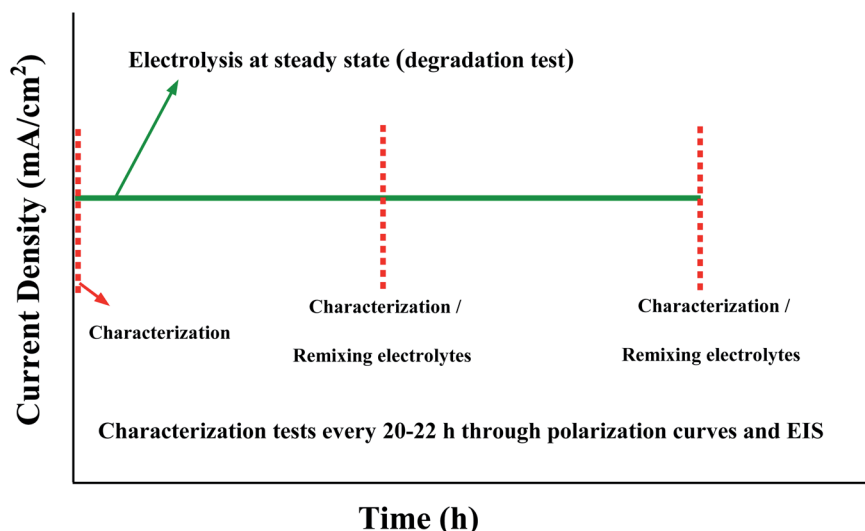 Current Density (mA/cm²)
Electrolysis at steady state (degradation test)
Characterization
Characterization /
Remixing electrolytes
Characterization /
Remixing electrolytes
Characterization tests every 20-22 h through polarization curves and EIS
Time (h)